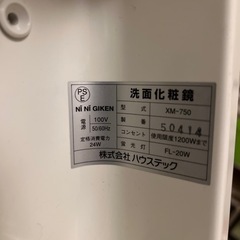 PS
E
洗面化粧鏡
Ni Ni GIKEN
型式 XM-750
電源 100V 50/60Hz
50414
コンセント 使用限度1200Wまで
定格消費電力 24W
蛍光灯 FL-20W
株式会社 ハウステック